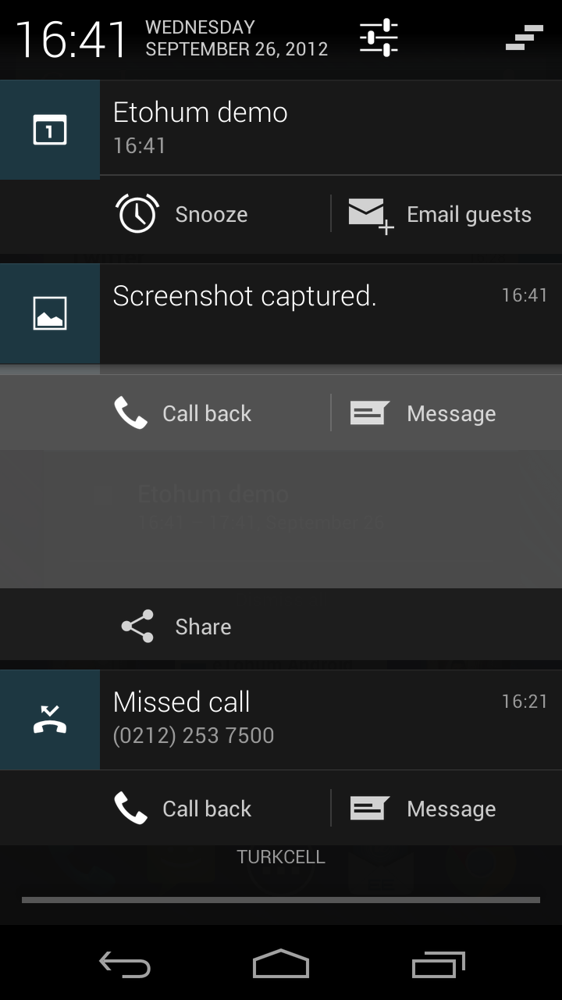 16:41
WEDNESDAY
SEPTEMBER 26, 2012
1
Etohum demo
16:41
Snooze
Email guests
Screenshot captured.
16:41
Call back
Message
Etohum demo
16:41 – 17:41, September 26
Share
Missed call
16:21
(0212) 253 7500
Call back
Message
TURKCELL